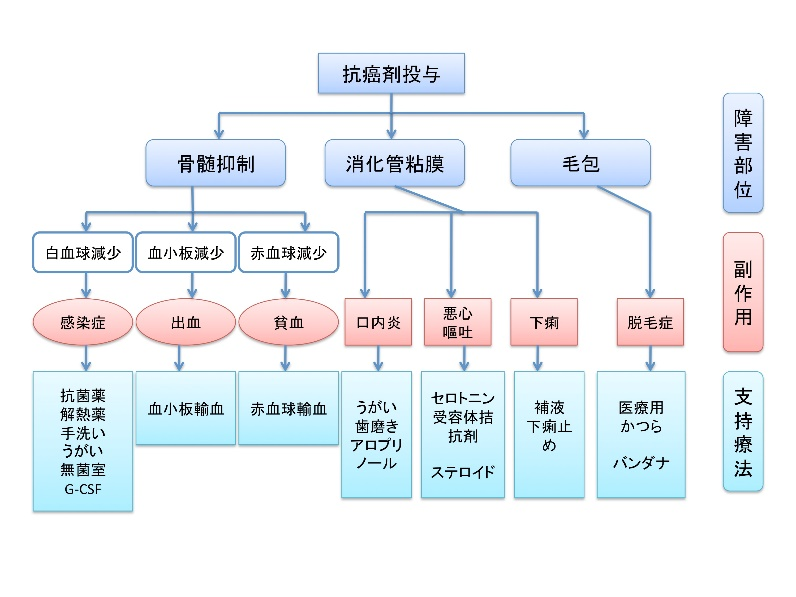 抗癌剤投与
骨髄抑制
消化管粘膜
毛包
障害部位
白血球減少
血小板減少
赤血球減少
感染症
出血
貧血
口内炎
悪心
嘔吐
下痢
脱毛症
副作用
抗菌薬
解熱薬
手洗い
うがい
無菌室
G-CSF
血小板輸血
赤血球輸血
うがい
歯磨き
アロプリ
ノール
セロトニン
受容体拮
抗剤
ステロイド
補液
下痢止
め
医療用
かつら
バンダナ
支持療法